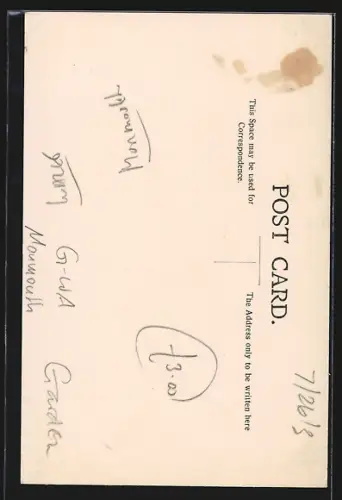 POST CARD.
This Space may be used for
Correspondence.
The Address only to be written here
Monmouth
G-WA
Monmouth
Garden
£3.00
7/26/3